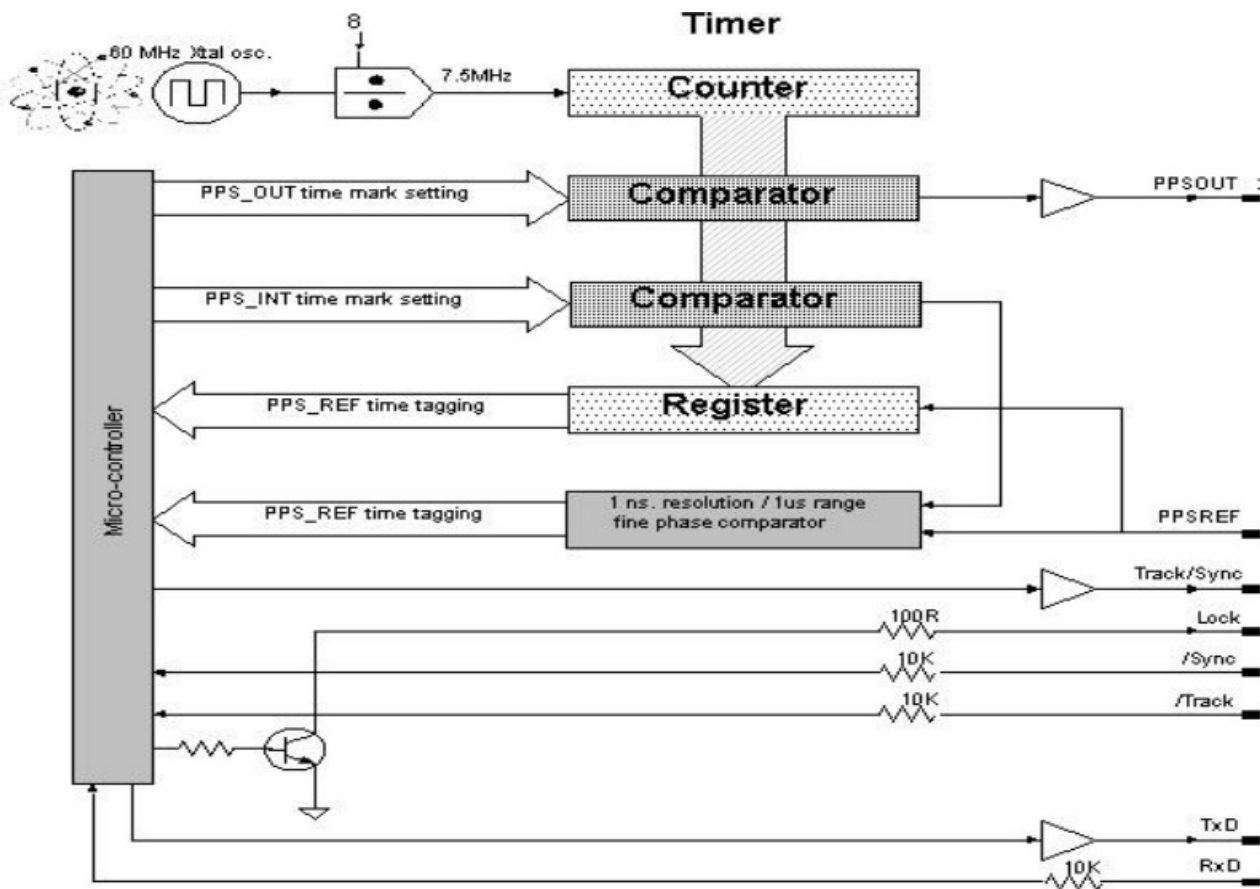 Timer
8
60 MHz Xtal osc.
7.5MHz
Counter
PPS_OUT time mark setting
Comparator
PPSOUT
PPS_INT time mark setting
Comparator
PPS_REF time tagging
Register
Micro-controller
PPS_REF time tagging
1 ns. resolution / 1us range
fine phase comparator
PPSREF
Track/Sync
100R
Lock
10K
/Sync
10K
/Track
TxD
10K
RxD